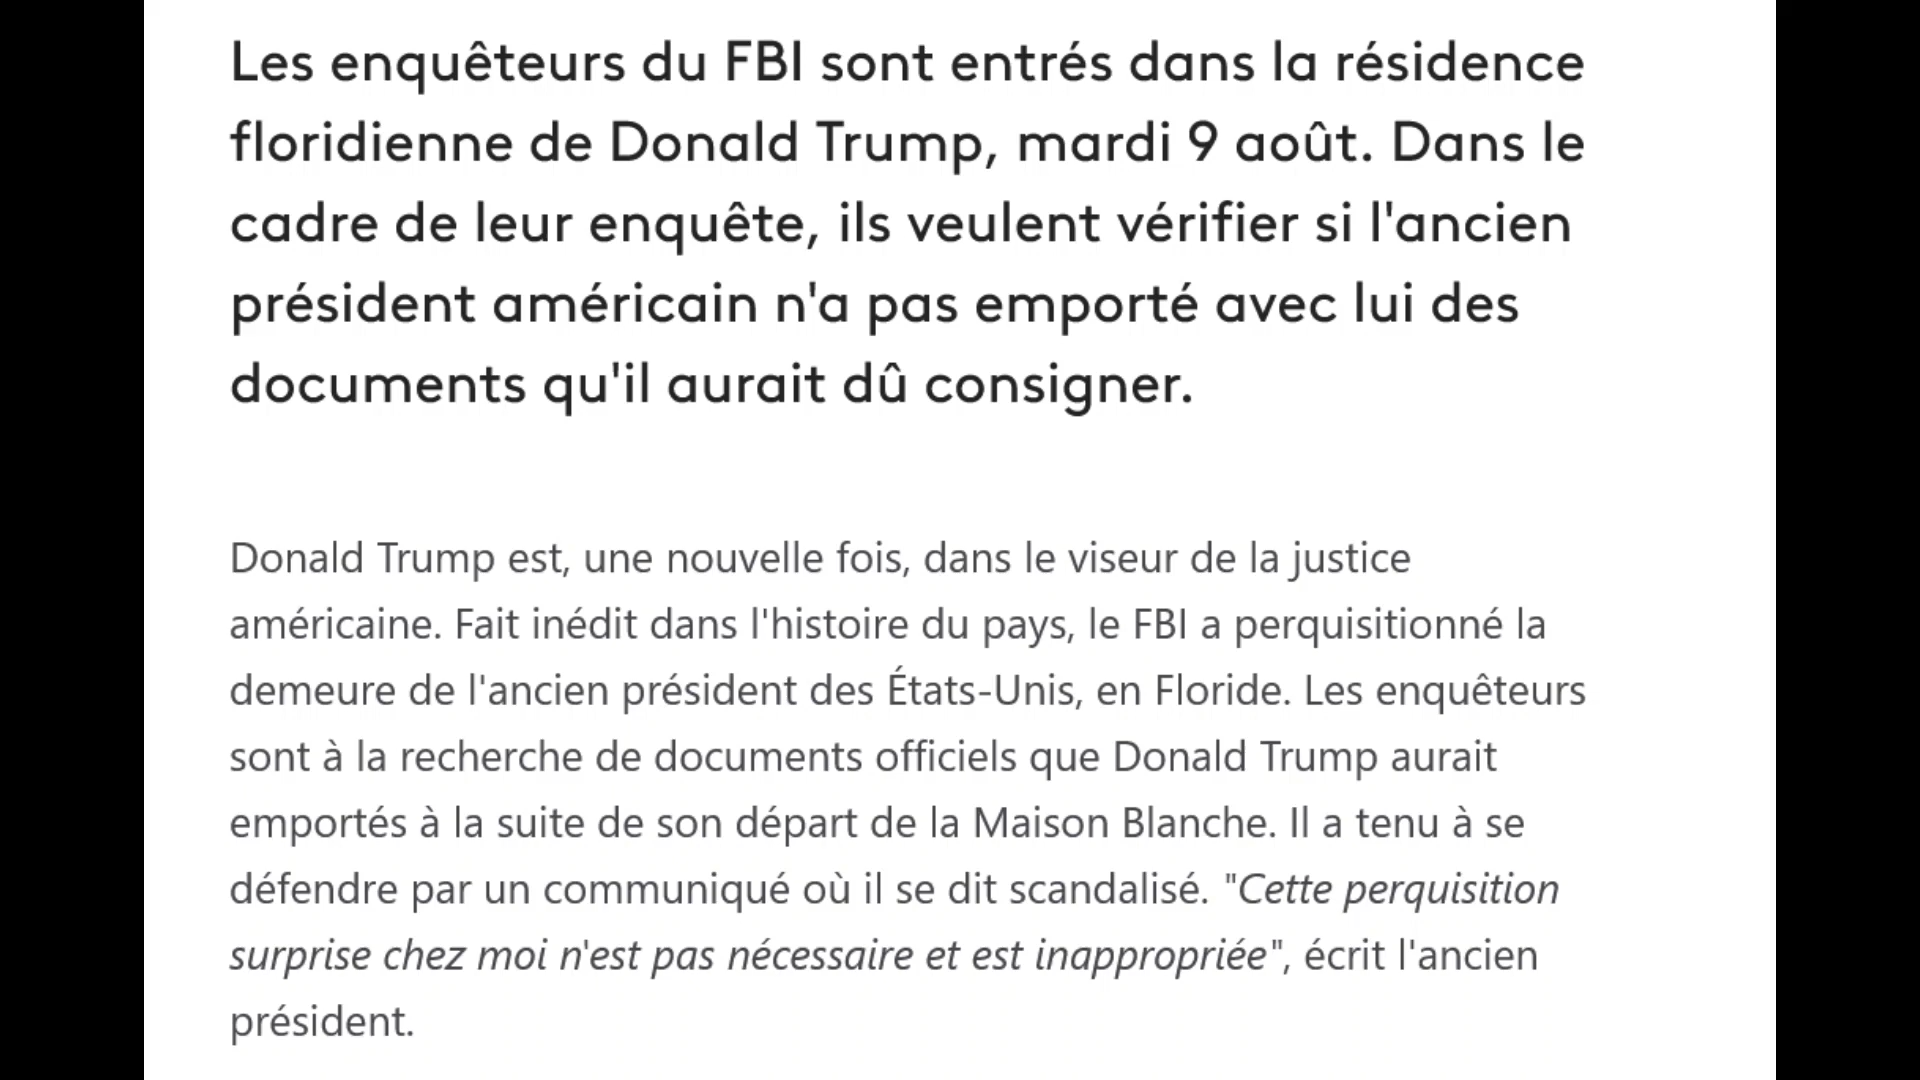 Les enquêteurs du FBI sont entrés dans la résidence
floridienne de Donald Trump, mardi 9 août. Dans le
cadre de leur enquête, ils veulent vérifier si l'ancien
président américain n'a pas emporté avec lui des
documents qu'il aurait dû consigner.
Donald Trump est, une nouvelle fois, dans le viseur de la justice
américaine. Fait inédit dans l'histoire du pays, le FBI a perquisitionné la
demeure de l'ancien président des États-Unis, en Floride. Les enquêteurs
sont à la recherche de documents officiels que Donald Trump aurait
emportés à la suite de son départ de la Maison Blanche. Il a tenu à se
défendre par un communiqué où il se dit scandalisé. "Cette perquisition
surprise chez moi n'est pas nécessaire et est inappropriée", écrit l'ancien
président.